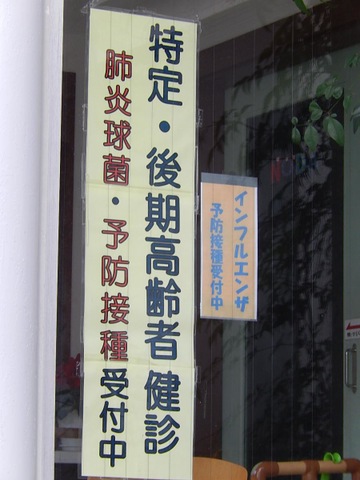 特定・後期高齢者健診
肺炎球菌・予防接種受付中
インフルエンザ
予防接種受付中